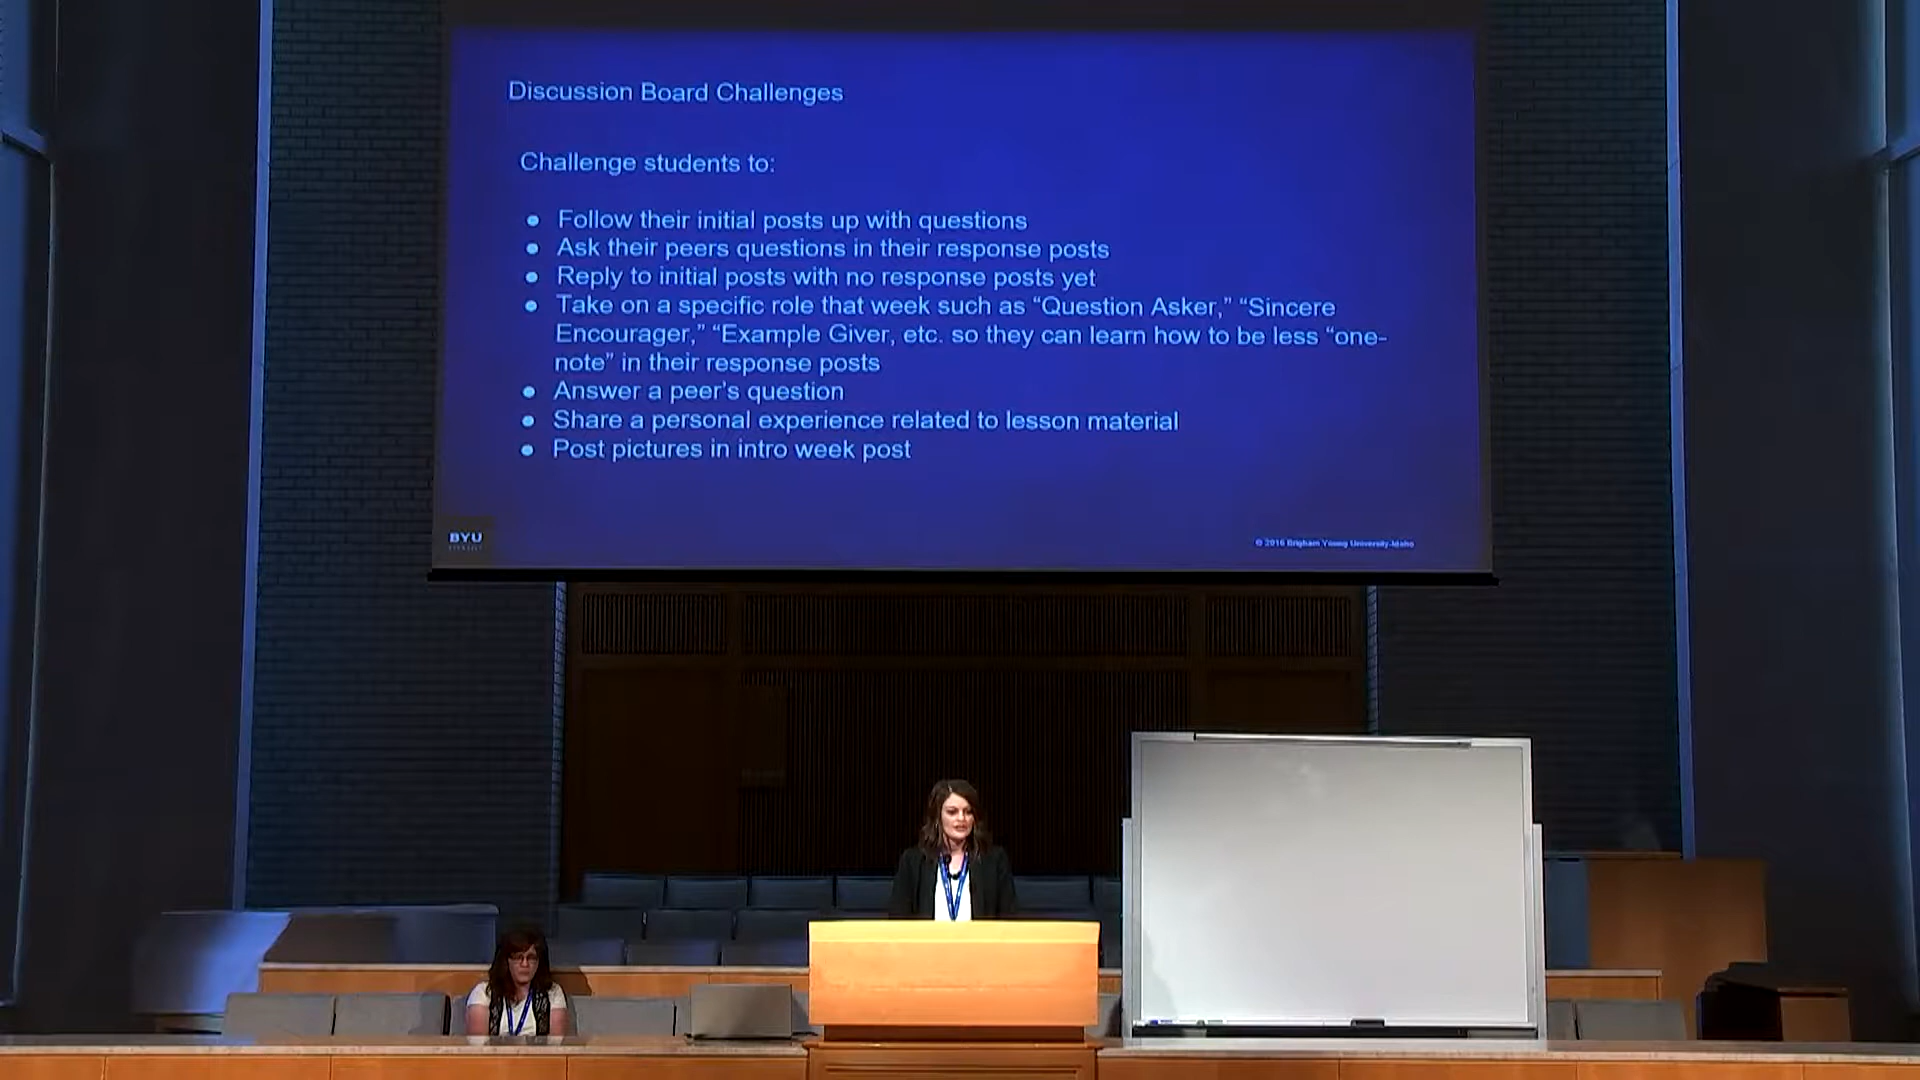 Discussion Board Challenges
Challenge students to:
● Follow their initial posts up with questions
● Ask their peers questions in their response posts
● Reply to initial posts with no response posts yet
● Take on a specific role that week such as “Question Asker,” “Sincere
Encourager,” “Example Giver, etc. so they can learn how to be less “one-
note” in their response posts
● Answer a peer's question
● Share a personal experience related to lesson material
● Post pictures in intro week post
BYU
© 2016 Brigham Young University-Idaho